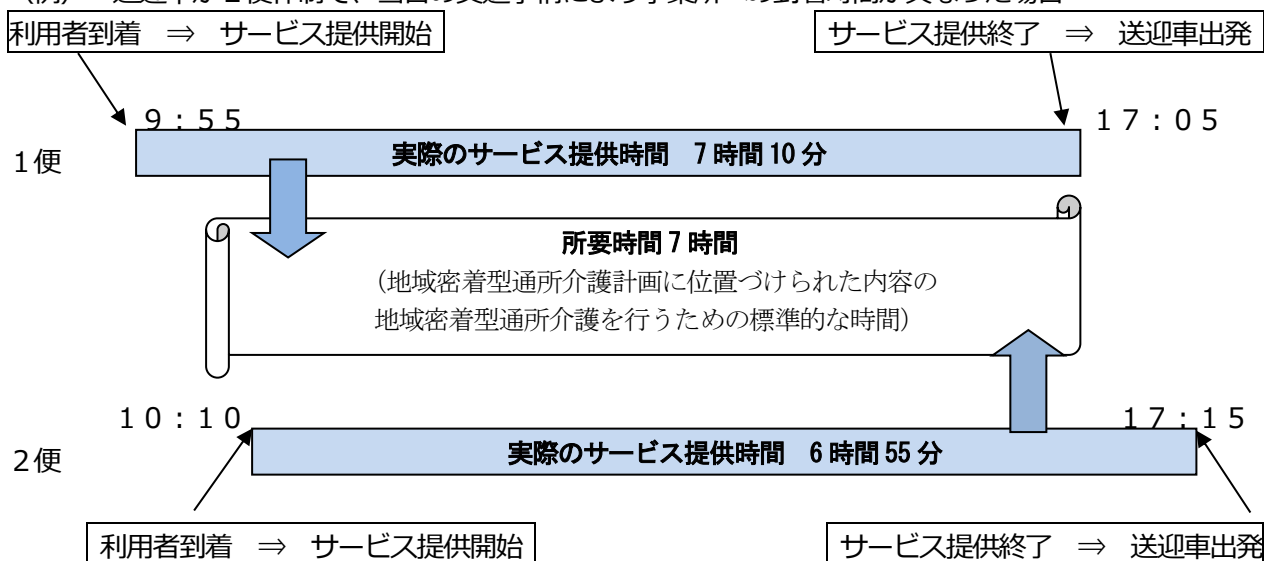 利用者到着　⇒　サービス提供開始
サービス提供終了　⇒　送迎車出発
９：５５
１７：０５
１便
実際のサービス提供時間　７時間10分
所要時間７時間
（地域密着型通所介護計画に位置づけられた内容の
地域密着型通所介護を行うための標準的な時間）
１０：１０
１７：１５
２便
実際のサービス提供時間　６時間55分
利用者到着　⇒　サービス提供開始
サービス提供終了　⇒　送迎車出発